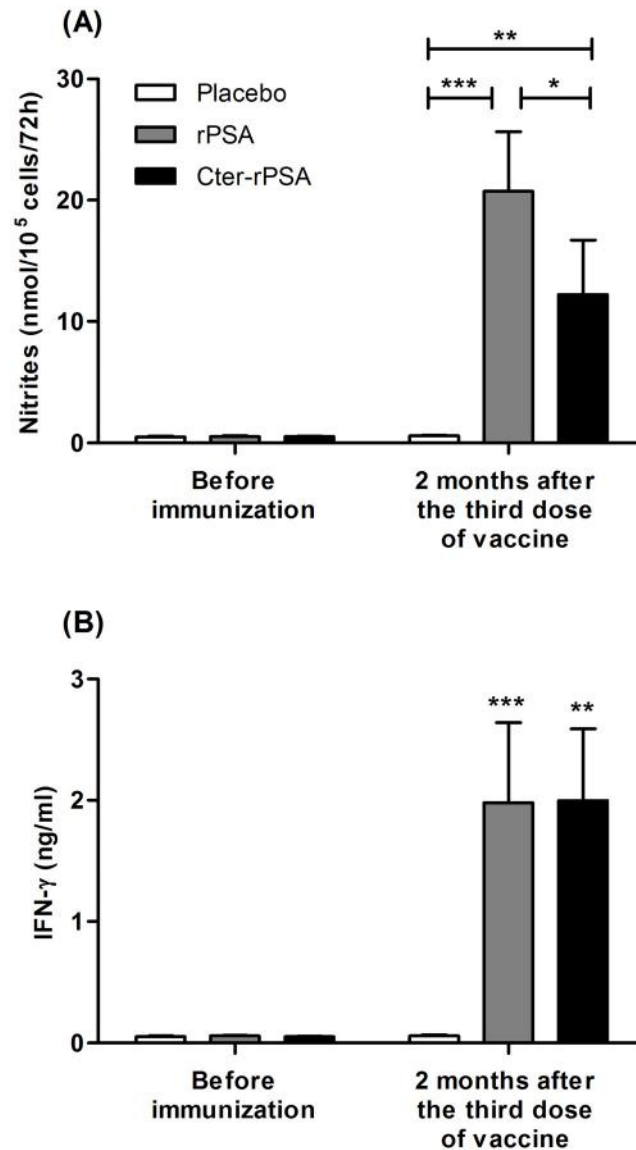 (A)
**
***
*
30
20
10
0
Nitrites (nmol/10⁵ cells/72h)
Placebo
rPSA
Cter-rPSA
Before
immunization
2 months after
the third dose
of vaccine
(B)
3
2
1
0
IFN-γ (ng/ml)
***
**
Before
immunization
2 months after
the third dose
of vaccine